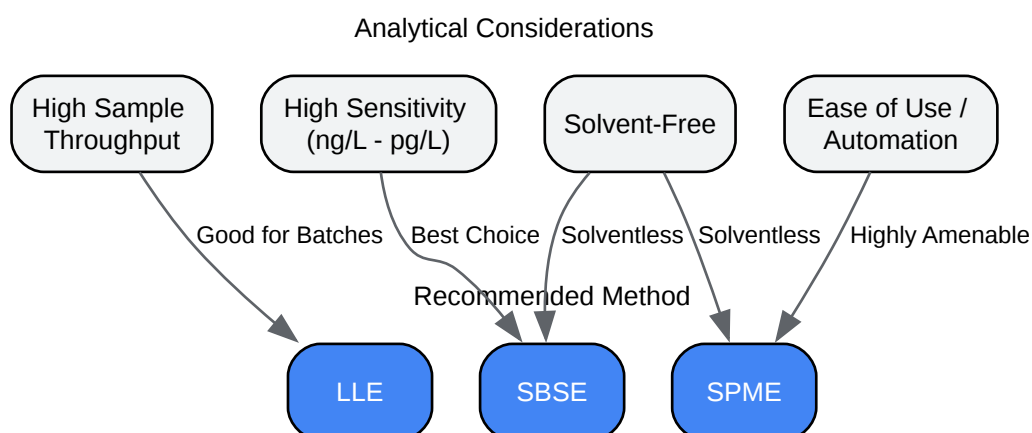 Analytical Considerations
High Sample
Throughput
High Sensitivity
(ng/L - pg/L)
Solvent-Free
Ease of Use /
Automation
Good for Batches
Best Choice
Solventless
Solventless
Highly Amenable
Recommended Method
LLE
SBSE
SPME